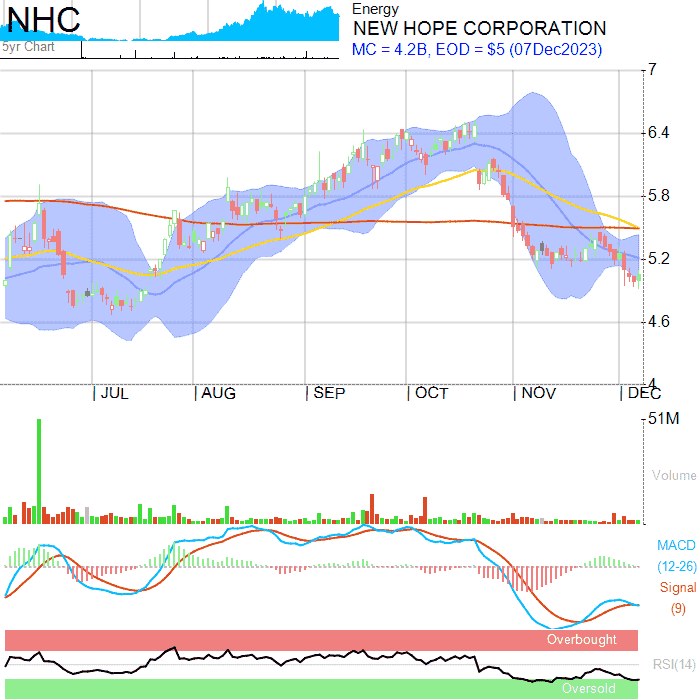 NHC
5yr Chart
Energy
NEW HOPE CORPORATION
MC = 4.2B, EOD = $5 (07Dec2023)
7
6.4
5.8
5.2
4.6
4
JUL AUG SEP OCT NOV DEC
51M
Volume
MACD
(12-26)
Signal
(9)
Overbought
RSI(14)
Oversold